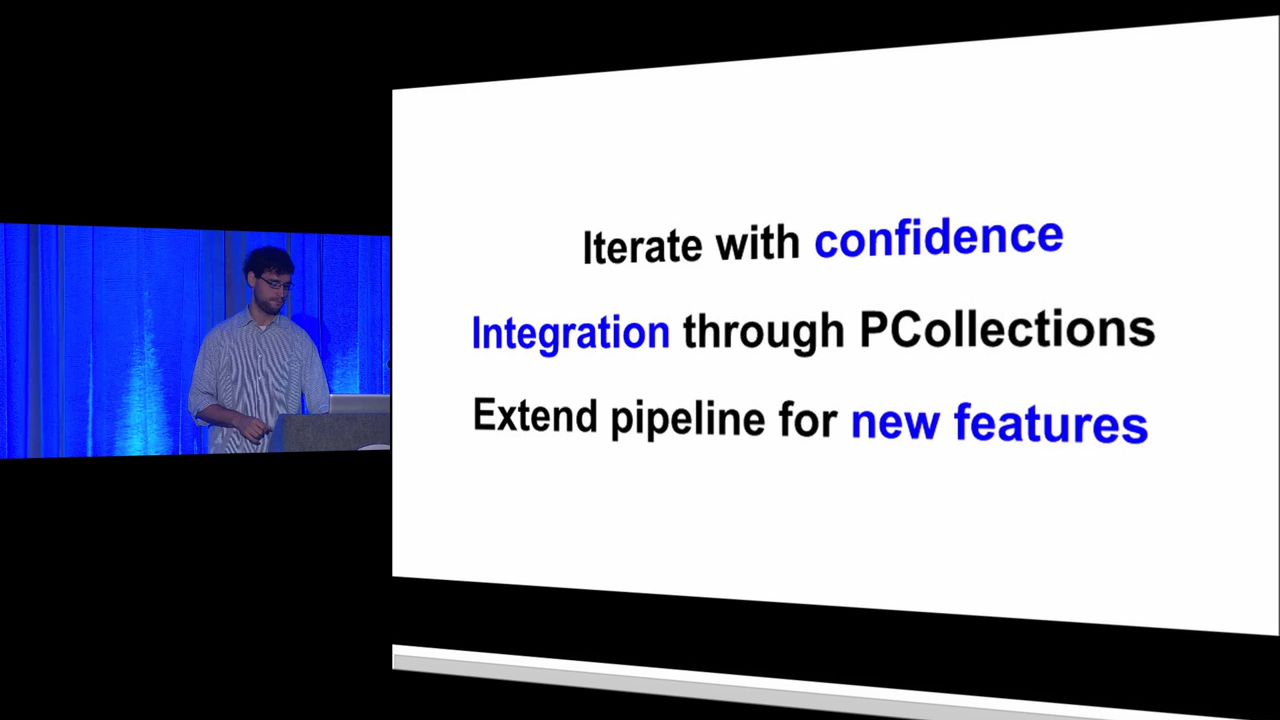 Iterate with confidence
Integration through PCollections
Extend pipeline for new features